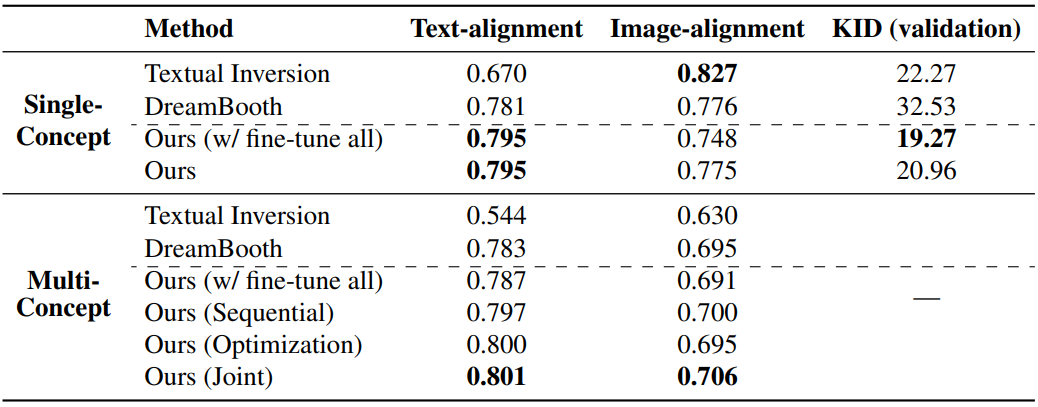 Method Text-alignment Image-alignment KID (validation)
Single-Concept
Textual Inversion 0.670 0.827 22.27
DreamBooth 0.781 0.776 32.53
Ours (w/ fine-tune all) 0.795 0.748 19.27
Ours 0.795 0.775 20.96
Multi-Concept
Textual Inversion 0.544 0.630
DreamBooth 0.783 0.695
Ours (w/ fine-tune all) 0.787 0.691
—
Ours (Sequential) 0.797 0.700
Ours (Optimization) 0.800 0.695
Ours (Joint) 0.801 0.706